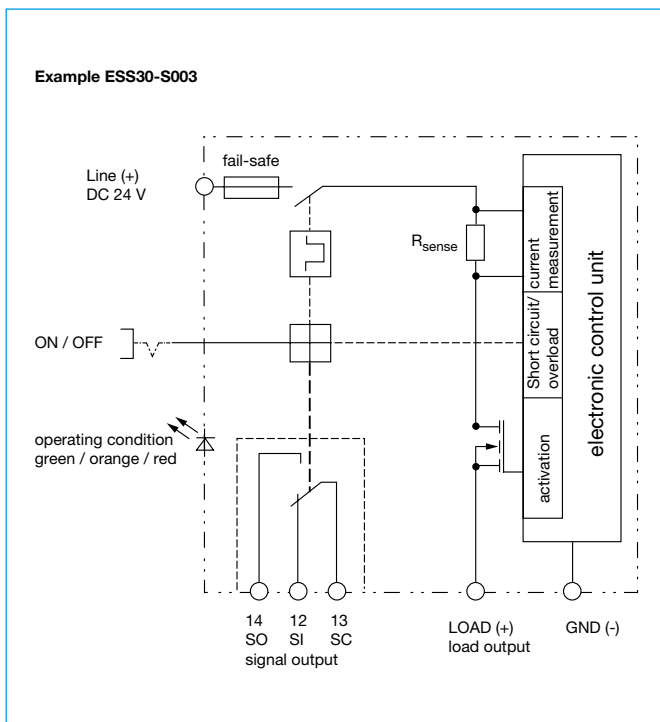 Example ESS30-S003
fail-safe
Line (+)
DC 24 V
Rsense
current
measurement
Short circuit/
overload
activation
electronic control unit
ON / OFF
operating condition
green / orange / red
14
SO
12
SI
13
SC
signal output
LOAD (+)
load output
GND (-)